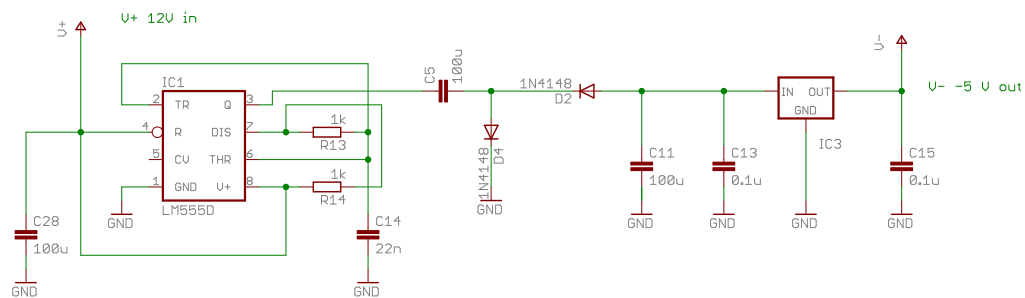 V+
V+ 12V in
IC1
2 TR Q 3
4 R DIS 7
5 CV THR 6
1 GND V+ 8
LM555D
1k
R13
1k
R14
C28
100u
GND
GND
C14
22n
GND
C5
100u
1N4148
D2
1N4148
D4
GND
C11
100u
GND
C13
0.1u
GND
IN OUT
GND
IC3
GND
V-
V- -5 V out
C15
0.1u
GND